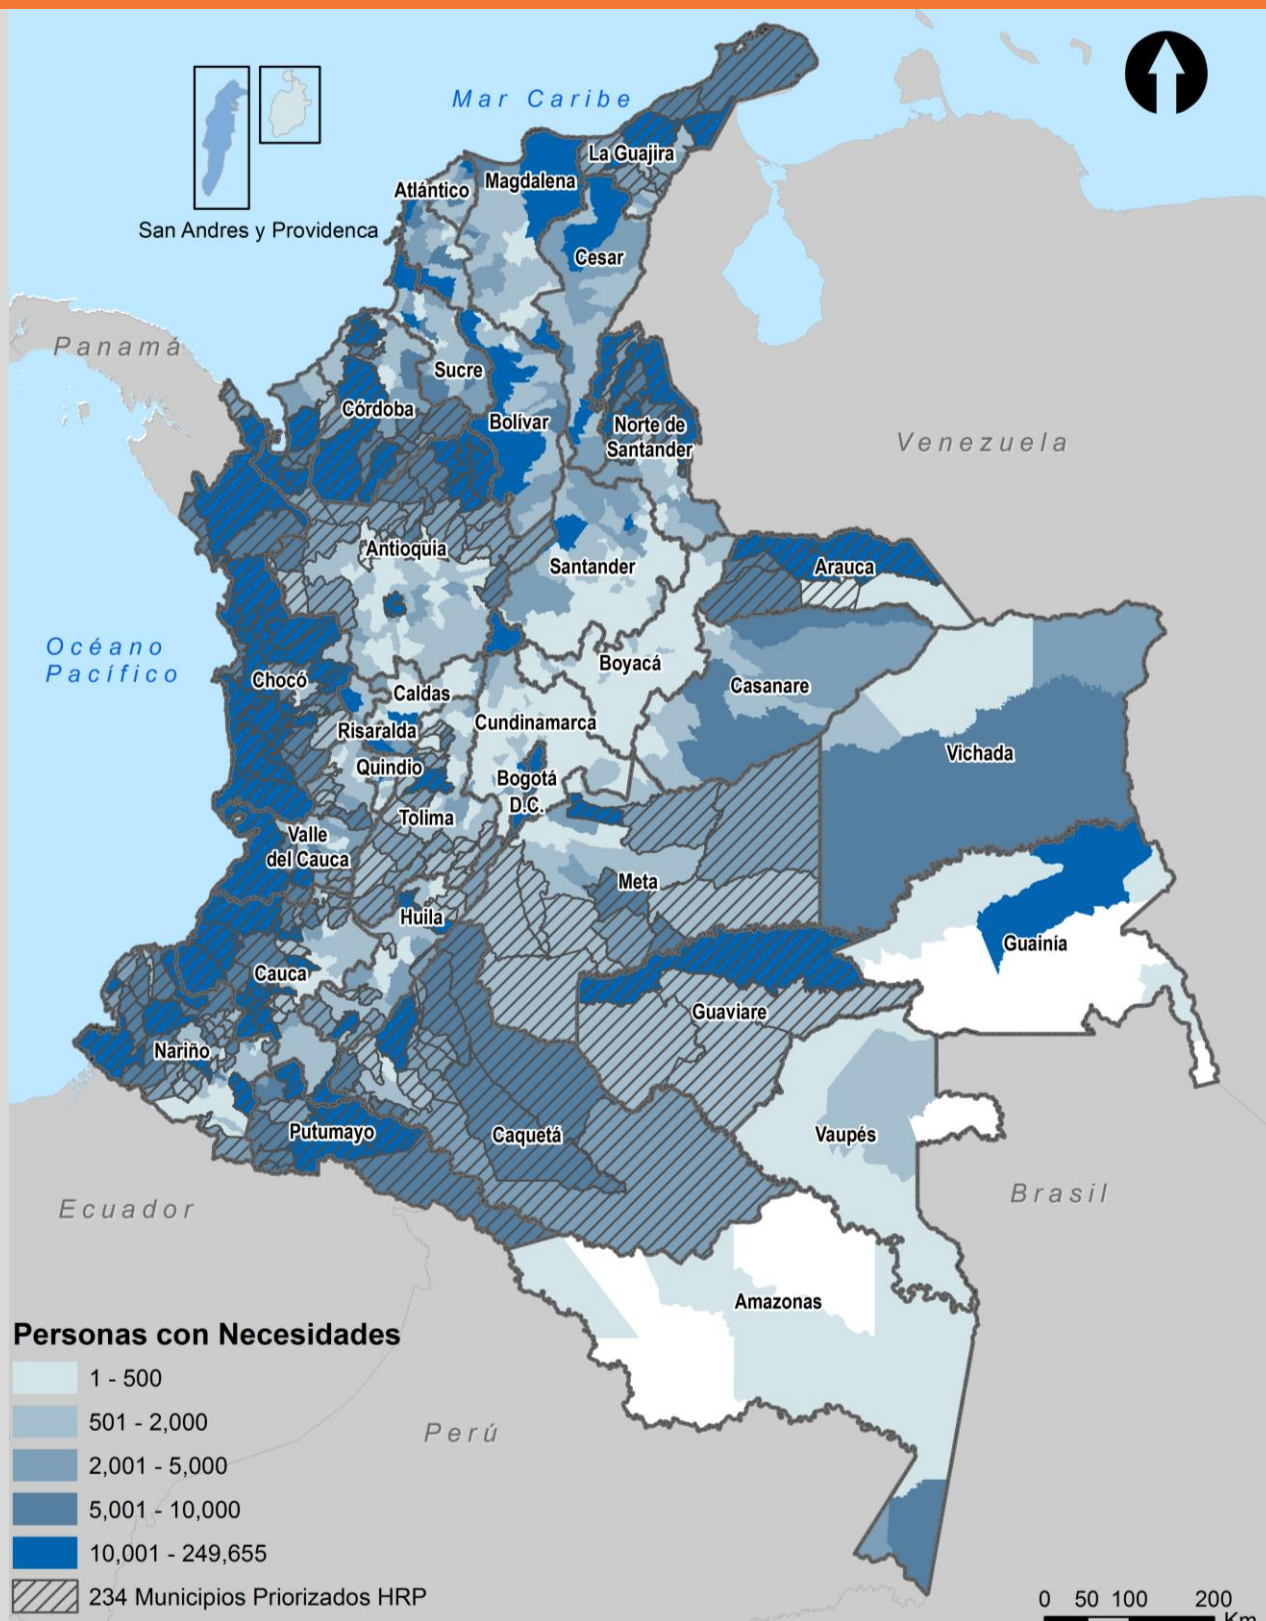 Mar Caribe
La Guajira
Atlántico
Magdalena
San Andres y Providenca
Cesar
Panamá
Sucre
Córdoba
Bolívar
Norte de
Santander
Venezuela
Antioquia
Santander
Arauca
Océano
Pacífico
Boyacá
Chocó
Caldas
Casanare
Cundinamarca
Risaralda
Vichada
Quindio
Bogotá
D.C.
Tolima
Valle
del Cauca
Meta
Huila
Guainía
Cauca
Guaviare
Nariño
Putumayo
Caquetá
Vaupés
Ecuador
Brasil
Amazonas
Perú
Personas con Necesidades
1 - 500
501 - 2,000
2,001 - 5,000
5,001 - 10,000
10,001 - 249,655
234 Municipios Priorizados HRP
0 50 100 200
Km